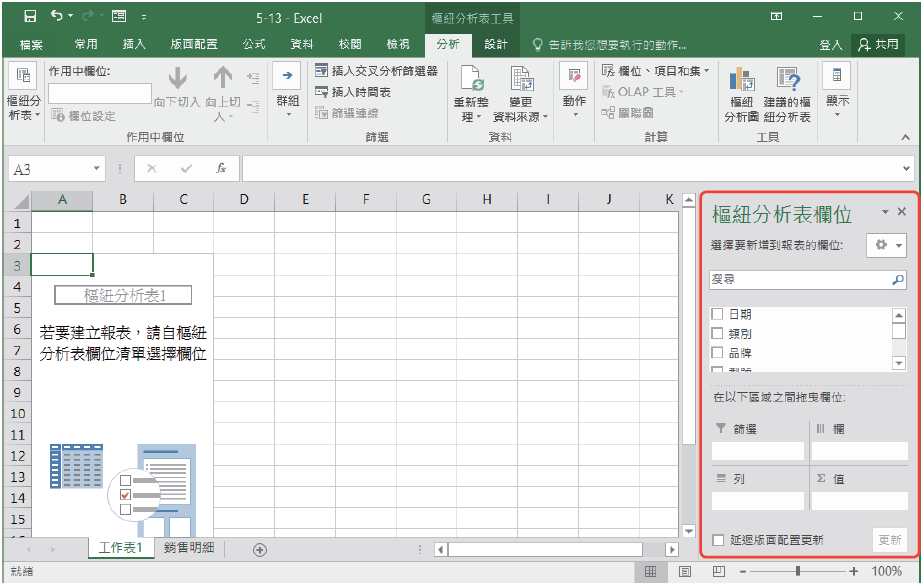 5-13 - Excel
樞紐分析表工具
檔案 常用 插入 版面配置 公式 資料 校閱 檢視 分析 設計 告訴我您想要執行的動作... 登入 共用
作用中欄位:
樞紐分析表
向下切入 向上切入
欄位設定
作用中欄位
群組
插入交叉分析篩選器
插入時間表
篩選連線
篩選
重新整理
變更資料來源
資料
動作
欄位、項目和集
OLAP 工具
關聯圖
計算
樞紐分析圖
建議的樞紐分析表
工具
顯示
A3
fx
A B C D E F G H I J K
1
2
3
4
5
6
7
8
9
10
11
12
13
14
15
樞紐分析表1
若要建立報表，請自樞紐
分析表欄位清單選擇欄位
樞紐分析表欄位
選擇要新增到報表的欄位:
搜尋
日期
類別
品牌
在以下區域之間拖曳欄位:
篩選
欄
列
Σ 值
延遲版面配置更新
更新
工作表1 銷售明細
就緒
100%